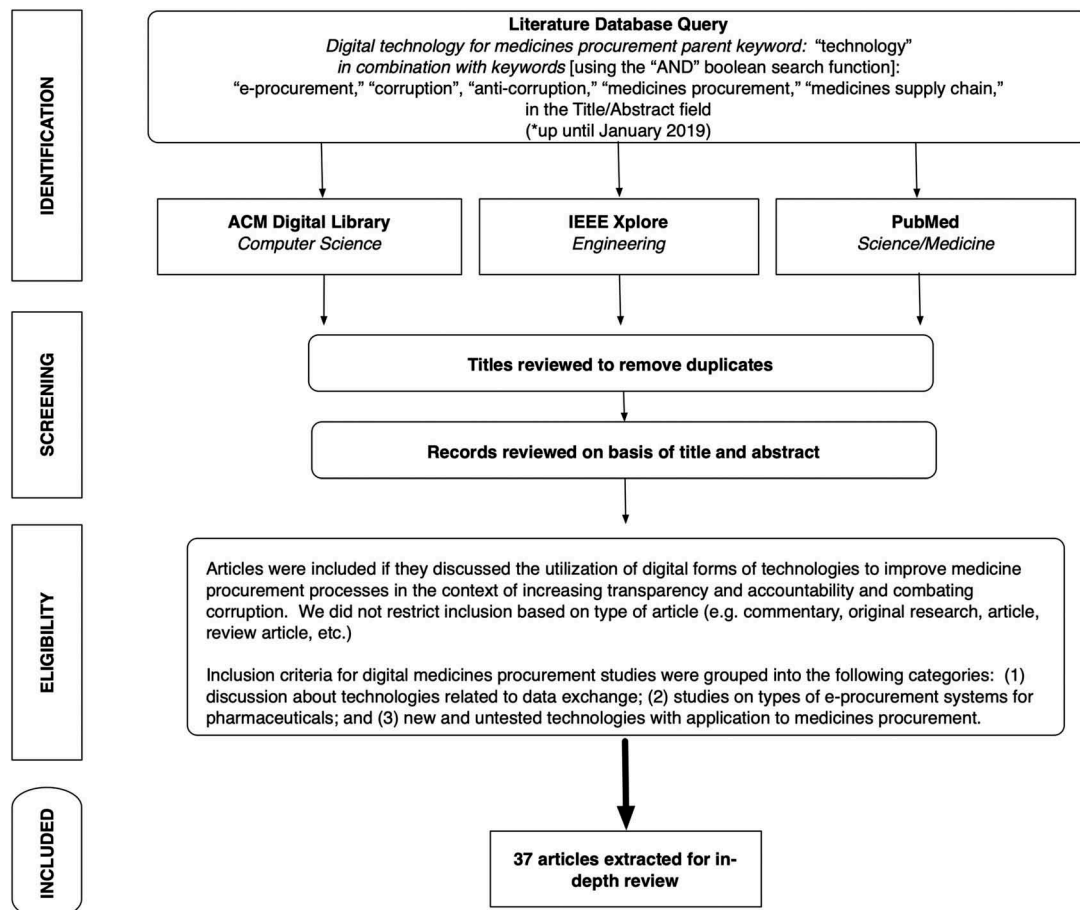 IDENTIFICATION
Literature Database Query
Digital technology for medicines procurement parent keyword: “technology”
in combination with keywords [using the “AND” boolean search function]:
“e-procurement,” “corruption”, “anti-corruption,” “medicines procurement,” “medicines supply chain,”
in the Title/Abstract field
(*up until January 2019)
ACM Digital Library
Computer Science
IEEE Xplore
Engineering
PubMed
Science/Medicine
SCREENING
Titles reviewed to remove duplicates
Records reviewed on basis of title and abstract
ELIGIBILITY
Articles were included if they discussed the utilization of digital forms of technologies to improve medicine
procurement processes in the context of increasing transparency and accountability and combating
corruption.  We did not restrict inclusion based on type of article (e.g. commentary, original research, article,
review article, etc.)
Inclusion criteria for digital medicines procurement studies were grouped into the following categories:  (1)
discussion about technologies related to data exchange; (2) studies on types of e-procurement systems for
pharmaceuticals; and (3) new and untested technologies with application to medicines procurement.
INCLUDED
37 articles extracted for in-
depth review